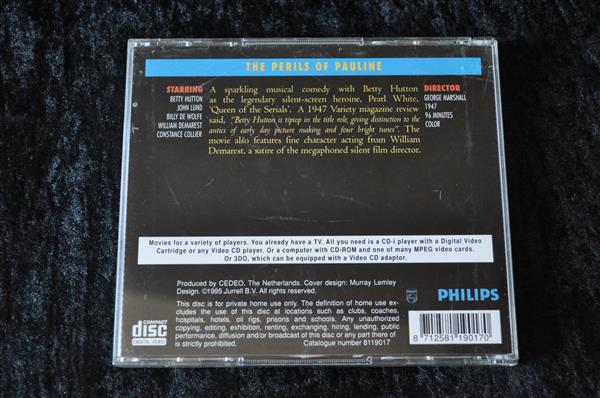 THE PERILS OF PAULINE
STARRING
BETTY HUTTON
JOHN LUND
BILLY DE WOLFE
WILLIAM DEMAREST
CONSTANCE COLLIER
A sparkling musical comedy with Betty Hutton
as the legendary silent-screen heroine, Pearl White,
'Queen of the Serials'. A 1947 Variety magazine review
said, "Betty Hutton is tiptop in the title role, giving distinction to the
antics of early day picture making and four bright tunes". The
movie also features fine character acting from William
Demarest, a satire of the megaphoned silent film director.
DIRECTOR
GEORGE MARSHALL
1947
96 MINUTES
COLOR
Movies for a variety of players. You already have a TV. All you need is a CD-i player with a Digital Video
Cartridge or any Video CD player. Or a computer with CD-ROM and one of many MPEG video cards.
Or 3DO, which can be equipped with a Video CD adaptor.
Produced by CEDEO, The Netherlands. Cover design: Murray Lemley
Design. ©1995 Jurrell B.V. All rights reserved.
This disc is for private home use only. The definition of home use ex-
cludes the use of this disc at locations such as clubs, coaches,
hospitals, hotels, oil rigs, prisons and schools. Any unauthorized
copying, editing, exhibition, renting, exchanging, hiring, lending, public
performance, diffusion and/or broadcast of this disc or any part thereof
is strictly prohibited. Catalogue number 8119017
COMPACT
disc
DIGITAL VIDEO
PHILIPS
8 712581 190170